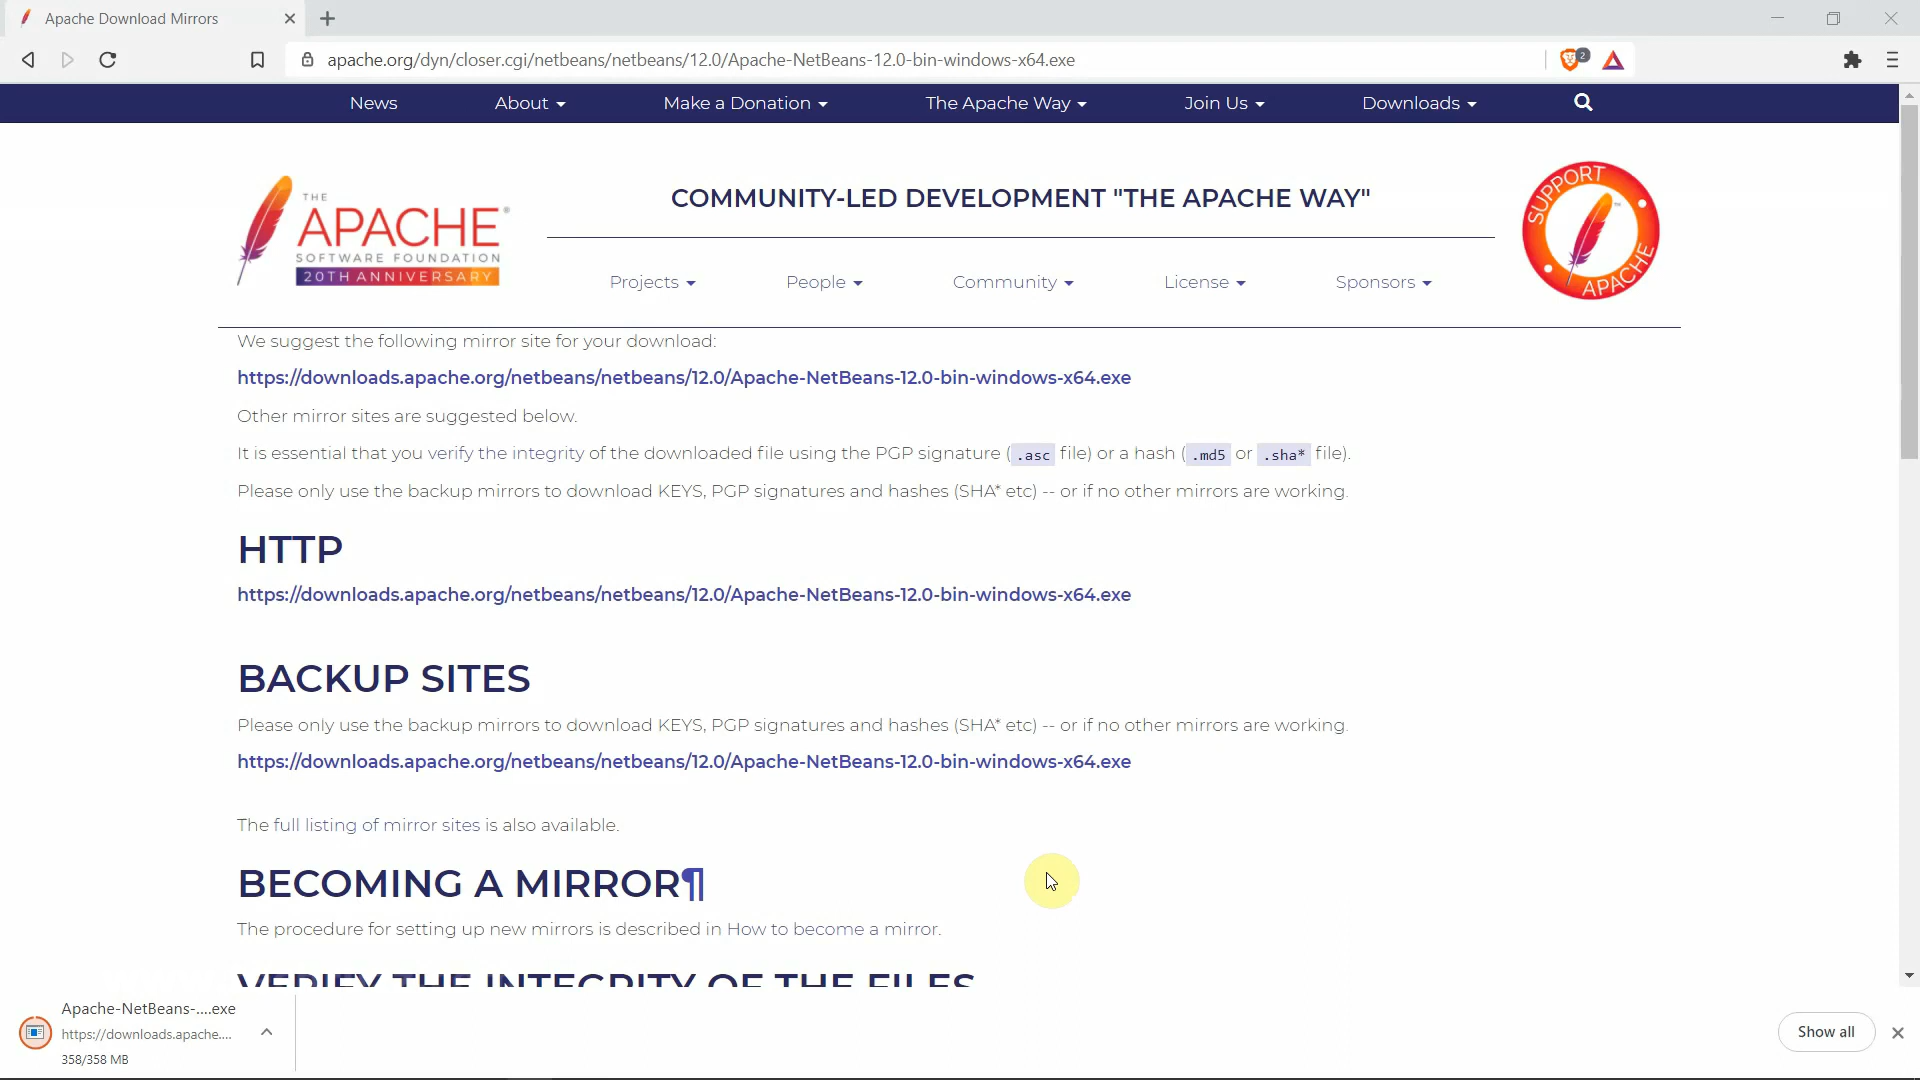 Apache Download Mirrors
apache.org/dyn/closer.cgi/netbeans/netbeans/12.0/Apache-NetBeans-12.0-bin-windows-x64.exe
2
News About Make a Donation The Apache Way Join Us Downloads
THE
APACHE®
SOFTWARE FOUNDATION
20TH ANNIVERSARY
COMMUNITY-LED DEVELOPMENT "THE APACHE WAY"
Projects People Community License Sponsors
SUPPORT
APACHE
We suggest the following mirror site for your download:
https://downloads.apache.org/netbeans/netbeans/12.0/Apache-NetBeans-12.0-bin-windows-x64.exe
Other mirror sites are suggested below.
It is essential that you verify the integrity of the downloaded file using the PGP signature (.asc file) or a hash (.md5 or .sha* file).
Please only use the backup mirrors to download KEYS, PGP signatures and hashes (SHA* etc) -- or if no other mirrors are working.
HTTP
https://downloads.apache.org/netbeans/netbeans/12.0/Apache-NetBeans-12.0-bin-windows-x64.exe
BACKUP SITES
Please only use the backup mirrors to download KEYS, PGP signatures and hashes (SHA* etc) -- or if no other mirrors are working.
https://downloads.apache.org/netbeans/netbeans/12.0/Apache-NetBeans-12.0-bin-windows-x64.exe
The full listing of mirror sites is also available.
BECOMING A MIRROR¶
The procedure for setting up new mirrors is described in How to become a mirror.
VERIFY THE INTEGRITY OF THE FILES
Apache-NetBeans-....exe
https://downloads.apache....
358/358 MB
Show all